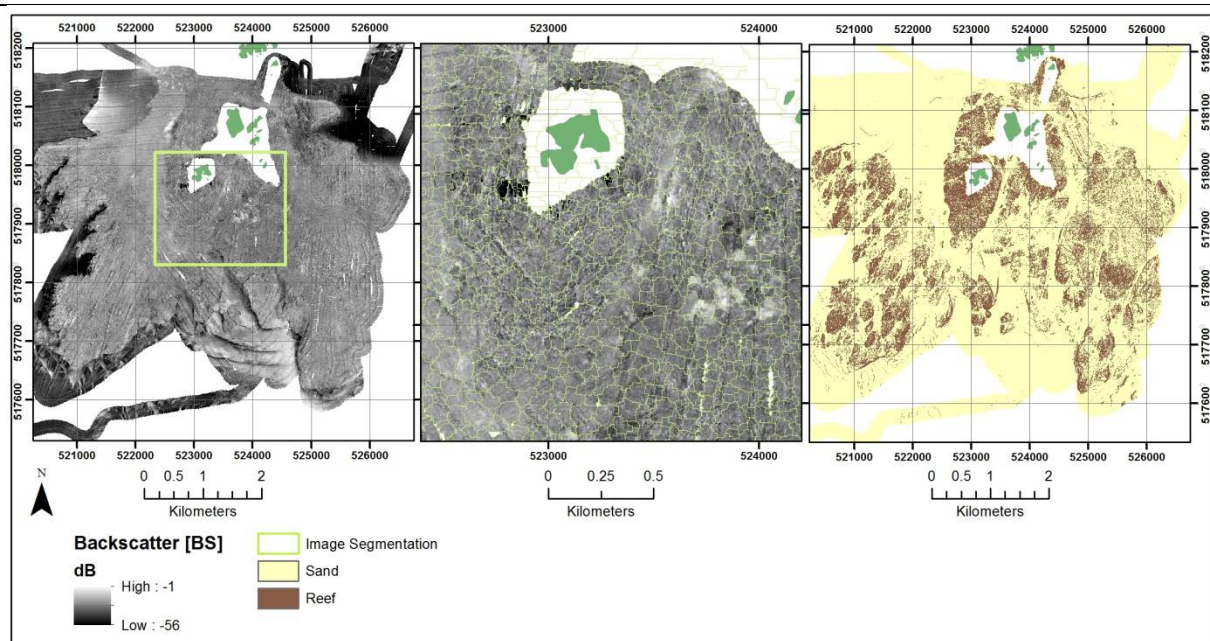 521000 522000 523000 524000 525000 526000
523000 524000
521000 522000 523000 524000 525000 526000
518200
518100
518000
517900
517800
517700
517600
518200
518100
518000
517900
517800
517700
517600
521000 522000 523000 524000 525000 526000
523000 524000
521000 522000 523000 524000 525000 526000
N
0 0.5 1 2
Kilometers
0 0.25 0.5
Kilometers
0 0.5 1 2
Kilometers
Backscatter [BS]
dB
High : -1
Low : -56
Image Segmentation
Sand
Reef